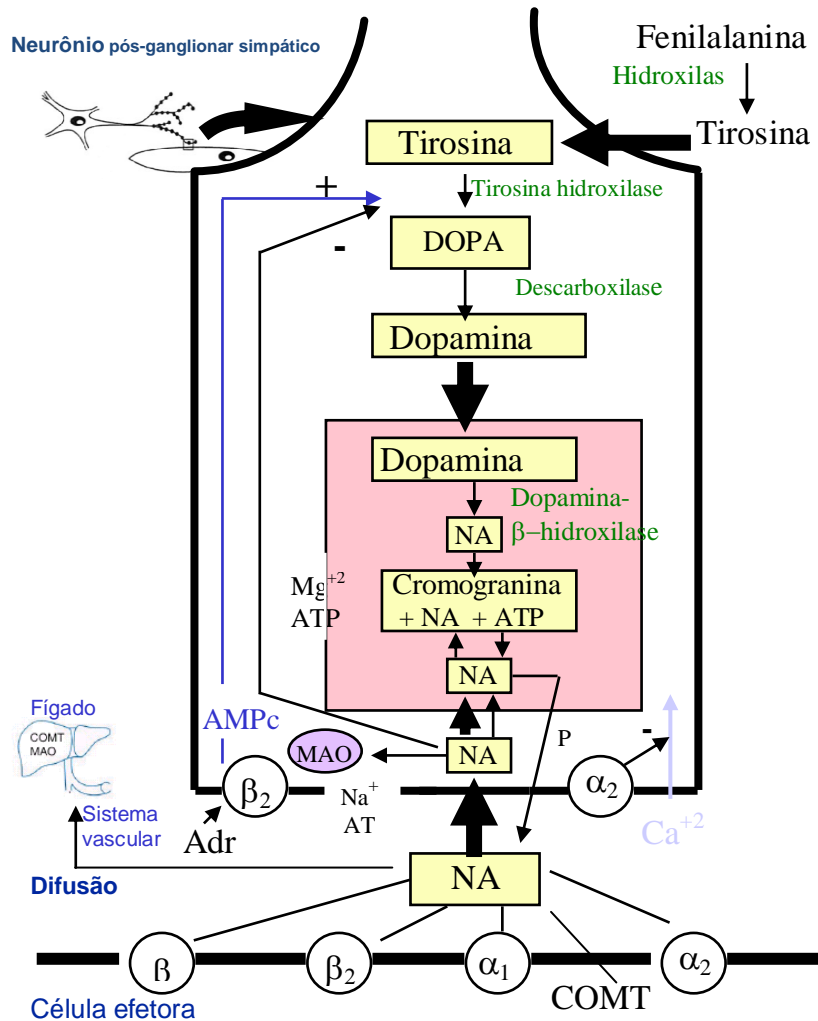 Neurônio pós-ganglionar simpático
Fenilalanina
Hidroxilas
Tirosina
Tirosina
+
Tirosina hidroxilase
-
DOPA
Descarboxilase
Dopamina
Dopamina
Dopamina-
β–hidroxilase
NA
Mg+2
ATP
Cromogranina
+ NA + ATP
NA
Fígado
COMT
MAO
AMPc
MAO
NA
P
-
β2
Na+
AT
α2
Sistema
vascular
Adr
Ca+2
Difusão
NA
β
β2
α1
α2
COMT
Célula efetora